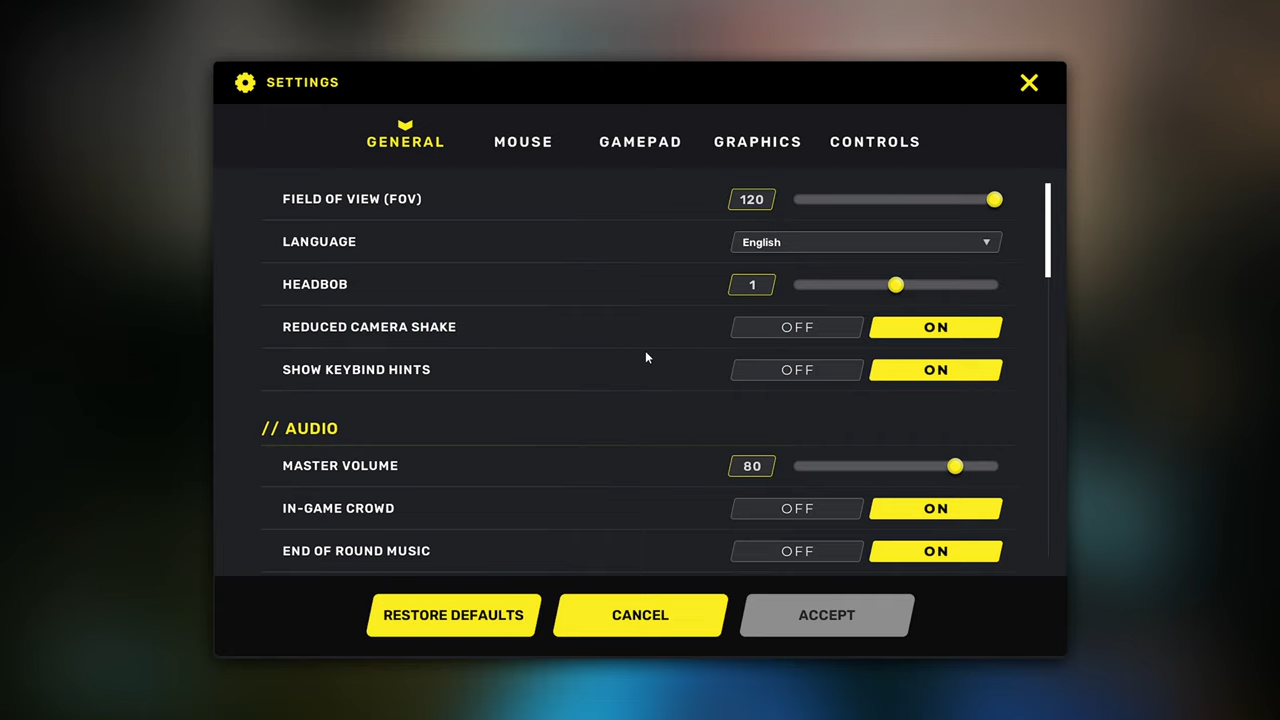 SETTINGS
GENERAL MOUSE GAMEPAD GRAPHICS CONTROLS
FIELD OF VIEW (FOV) 120
LANGUAGE English
HEADBOB 1
REDUCED CAMERA SHAKE OFF ON
SHOW KEYBIND HINTS OFF ON
// AUDIO
MASTER VOLUME 80
IN-GAME CROWD OFF ON
END OF ROUND MUSIC OFF ON
RESTORE DEFAULTS CANCEL ACCEPT